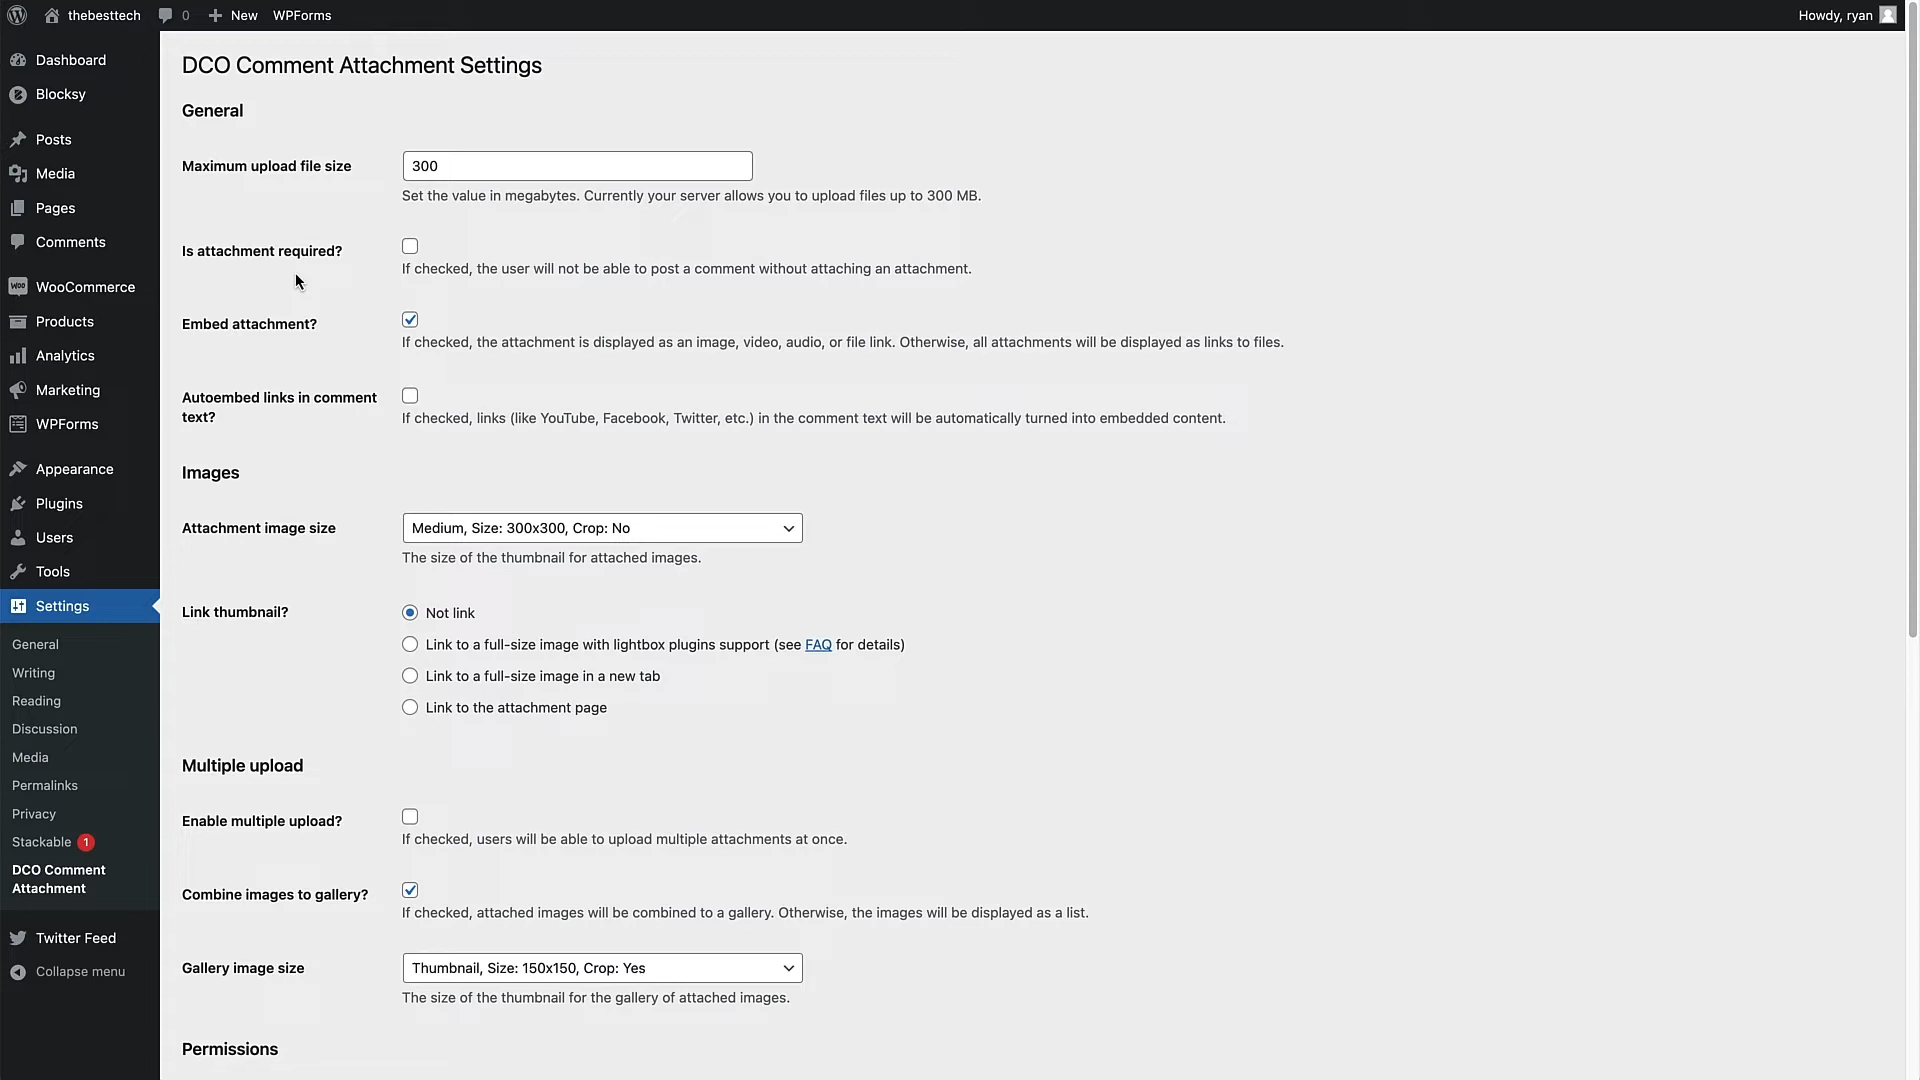 thebesttech
0
New
WPForms
Howdy, ryan
Dashboard
Blocksy
Posts
Media
Pages
Comments
WooCommerce
Products
Analytics
Marketing
WPForms
Appearance
Plugins
Users
Tools
Settings
General
Writing
Reading
Discussion
Media
Permalinks
Privacy
Stackable 1
DCO Comment
Attachment
Twitter Feed
Collapse menu
DCO Comment Attachment Settings
General
Maximum upload file size
300
Set the value in megabytes. Currently your server allows you to upload files up to 300 MB.
Is attachment required?
If checked, the user will not be able to post a comment without attaching an attachment.
Embed attachment?
If checked, the attachment is displayed as an image, video, audio, or file link. Otherwise, all attachments will be displayed as links to files.
Autoembed links in comment
text?
If checked, links (like YouTube, Facebook, Twitter, etc.) in the comment text will be automatically turned into embedded content.
Images
Attachment image size
Medium, Size: 300x300, Crop: No
The size of the thumbnail for attached images.
Link thumbnail?
Not link
Link to a full-size image with lightbox plugins support (see FAQ for details)
Link to a full-size image in a new tab
Link to the attachment page
Multiple upload
Enable multiple upload?
If checked, users will be able to upload multiple attachments at once.
Combine images to gallery?
If checked, attached images will be combined to a gallery. Otherwise, the images will be displayed as a list.
Gallery image size
Thumbnail, Size: 150x150, Crop: Yes
The size of the thumbnail for the gallery of attached images.
Permissions